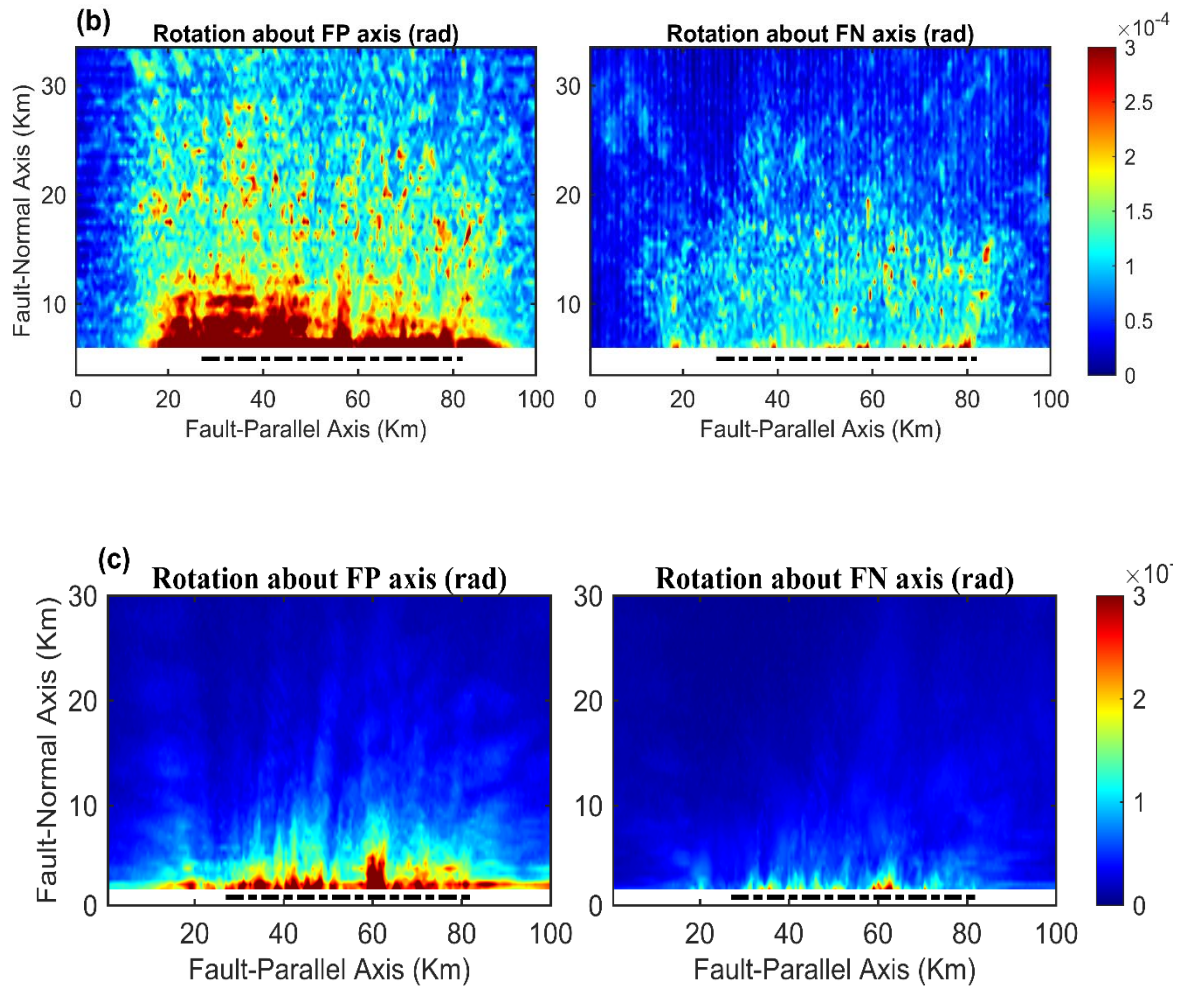 (b)
Rotation about FP axis (rad)
Rotation about FN axis (rad)
×10-4
Fault-Normal Axis (Km)
30
20
10
0 20 40 60 80 100
Fault-Parallel Axis (Km)
0 20 40 60 80 100
Fault-Parallel Axis (Km)
3
2.5
2
1.5
1
0.5
0
(c)
Rotation about FP axis (rad)
Rotation about FN axis (rad)
×10-
Fault-Normal Axis (Km)
30
20
10
0
20 40 60 80 100
Fault-Parallel Axis (Km)
30
20
10
0
20 40 60 80 100
Fault-Parallel Axis (Km)
3
2
1
0